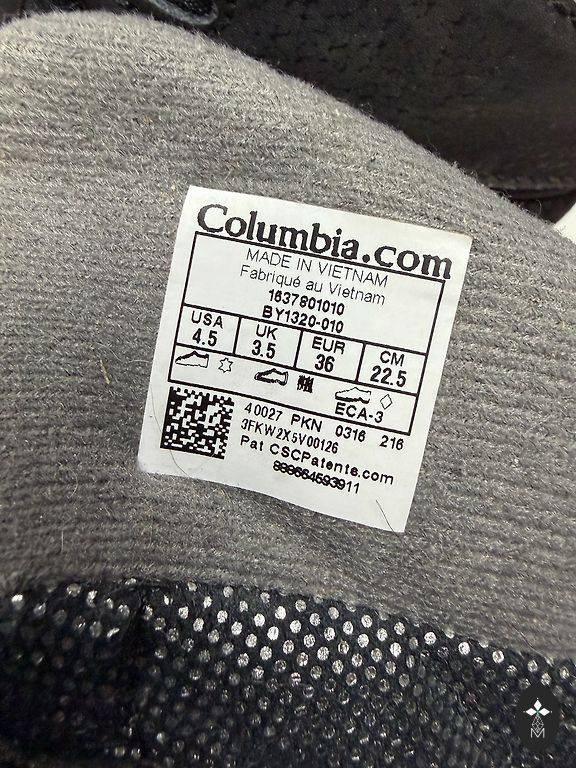 Columbia.com
MADE IN VIETNAM
Fabriqué au Vietnam
1637801010
BY1320-010
USA UK EUR CM
4.5 3.5 36 22.5
ECA-3
40027 PKN 0316 216
3FKW2X5V00126
Pat CSCPatente.com
889664593911